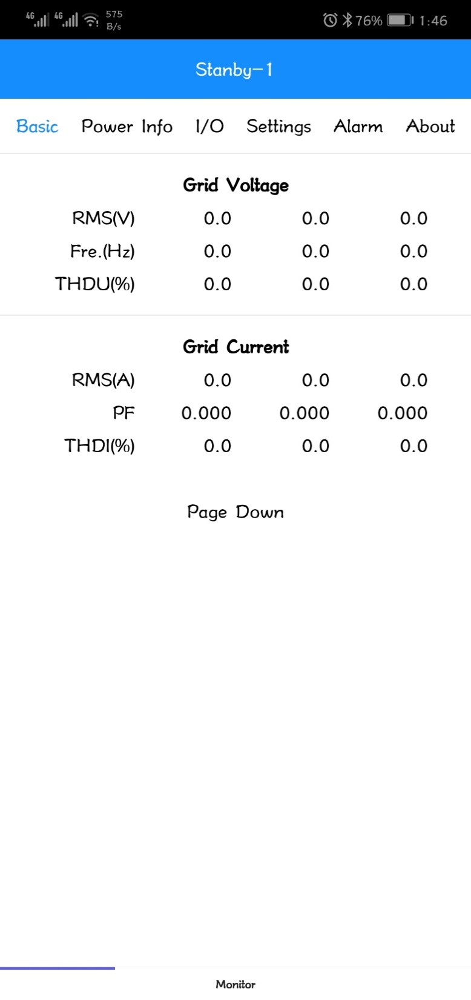 4G 4G 575 B/s 76% 1:46
Stanby-1
Basic Power Info I/O Settings Alarm About
Grid Voltage
RMS(V) 0.0 0.0 0.0
Fre.(Hz) 0.0 0.0 0.0
THDU(%) 0.0 0.0 0.0
Grid Current
RMS(A) 0.0 0.0 0.0
PF 0.000 0.000 0.000
THDI(%) 0.0 0.0 0.0
Page Down
Monitor